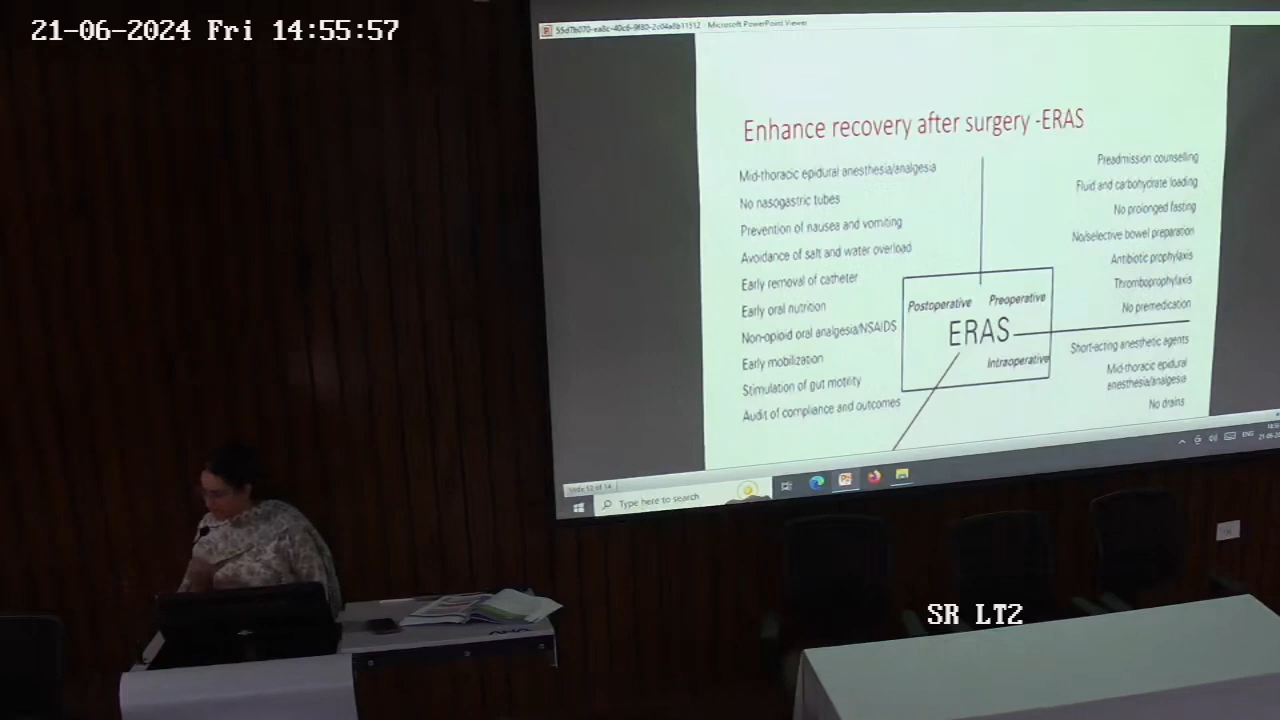 21-06-2024 Fri 14:55:57
Microsoft PowerPoint Viewer
Enhance recovery after surgery -ERAS
Mid-thoracic epidural anesthesia/analgesia
No nasogastric tubes
Prevention of nausea and vomiting
Avoidance of salt and water overload
Early removal of catheter
Early oral nutrition
Non-opioid oral analgesia/NSAIDS
Early mobilization
Stimulation of gut motility
Audit of compliance and outcomes
Preadmission counselling
Fluid and carbohydrate loading
No prolonged fasting
No/selective bowel preparation
Antibiotic prophylaxis
Thromboprophylaxis
No premedication
Short-acting anesthetic agents
Mid-thoracic epidural
anesthesia/analgesia
No drains
Postoperative Preoperative
ERAS
Intraoperative
ENG
Type here to search
SR LT2